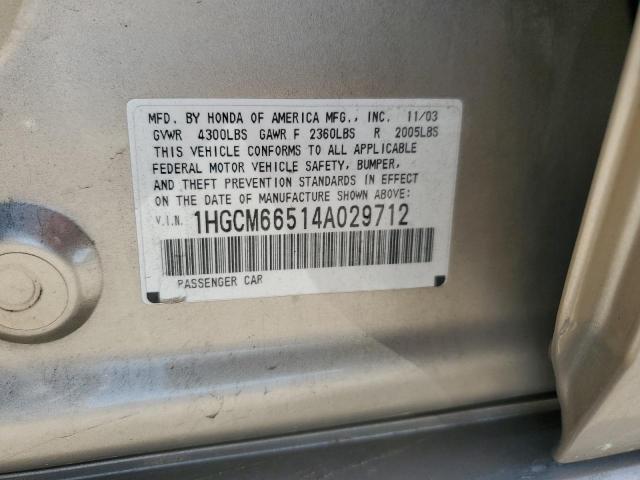 MFD. BY HONDA OF AMERICA MFG., INC. 11/03
GVWR 4300LBS GAWR F 2360LBS R 2005LBS
THIS VEHICLE CONFORMS TO ALL APPLICABLE
FEDERAL MOTOR VEHICLE SAFETY, BUMPER,
AND THEFT PREVENTION STANDARDS IN EFFECT
ON THE DATE OF MANUFACTURE SHOWN ABOVE:
V.I.N. 1HGCM66514A029712
PASSENGER CAR